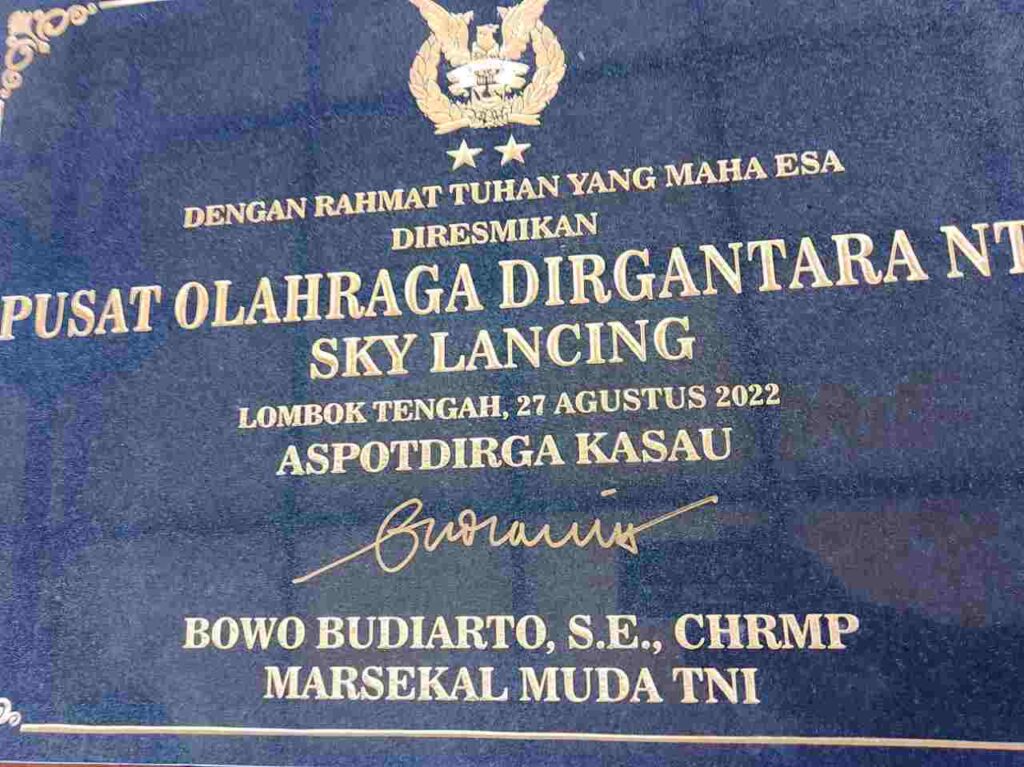 DENGAN RAHMAT TUHAN YANG MAHA ESA
DIRESMIKAN
PUSAT OLAHRAGA DIRGANTARA NT
SKY LANCING
LOMBOK TENGAH, 27 AGUSTUS 2022
ASPOTDIRGA KASAU
BOWO BUDIARTO, S.E., CHRMP
MARSEKAL MUDA TNI